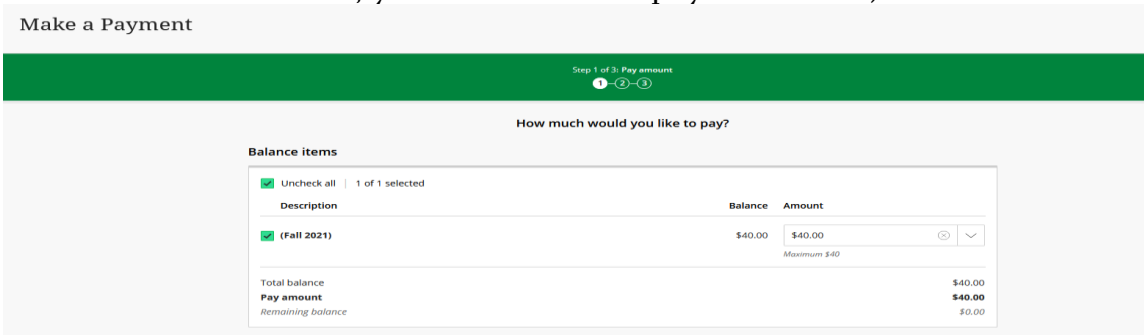 Make a Payment
Step 1 of 3: Pay amount
1 2 3
How much would you like to pay?
Balance items
Uncheck all | 1 of 1 selected
Description Balance Amount
(Fall 2021) $40.00 $40.00
Maximum $40
Total balance $40.00
Pay amount $40.00
Remaining balance $0.00